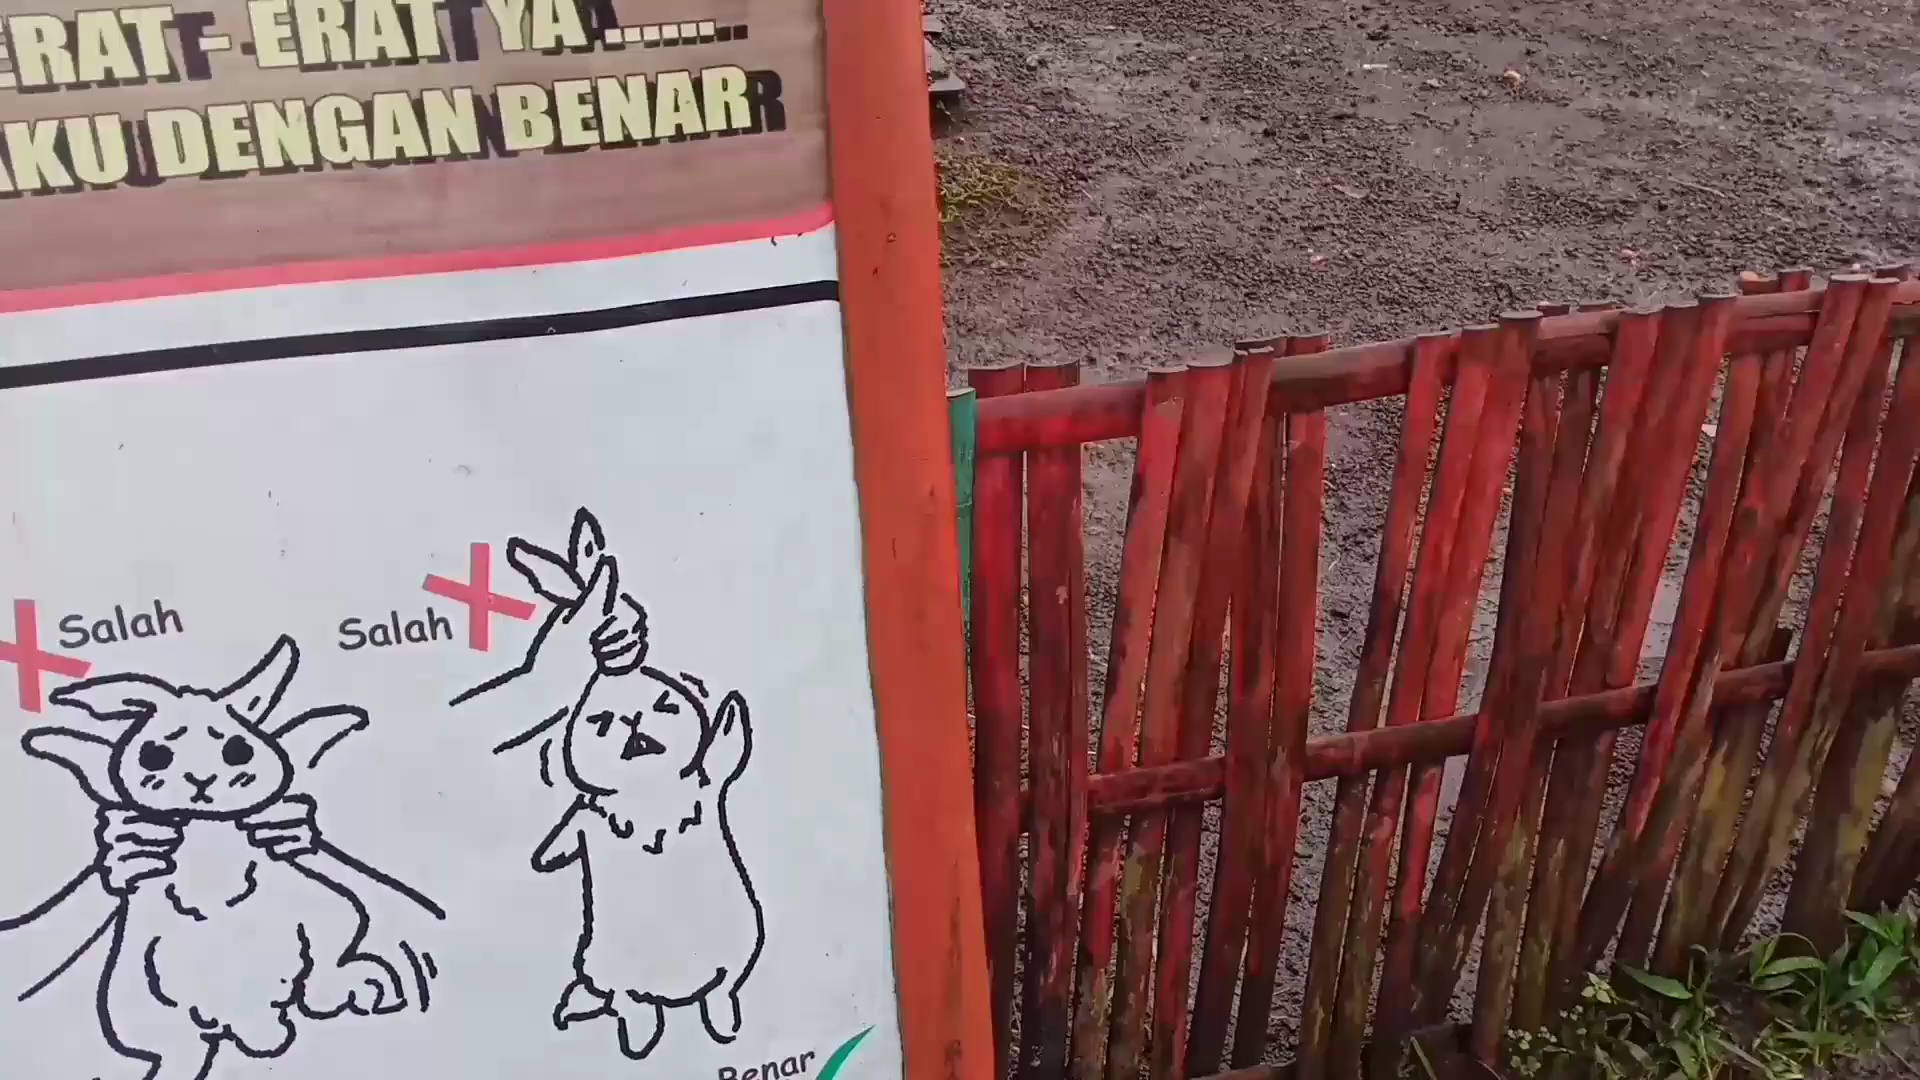 ERAT - ERAT YA .......
AKU DENGAN BENAR
Salah
Salah
Benar